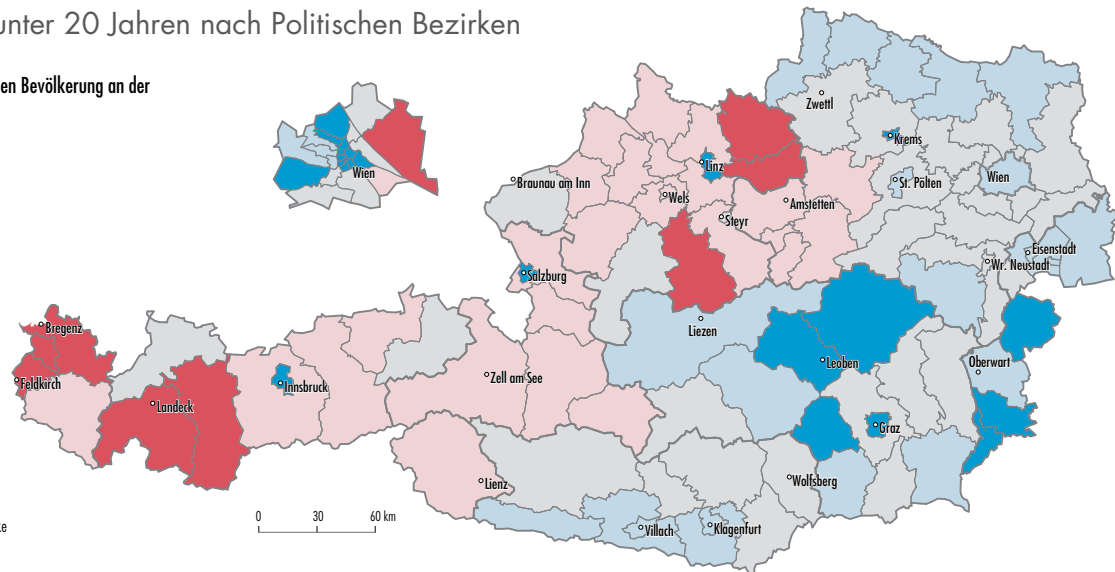 unter 20 Jahren nach Politischen Bezirken
en Bevölkerung an der
Wien
Zwettl
Krems
Linz
Braunau am Inn
St. Pölten
Wien
Wels
Amstetten
Steyr
Eisenstadt
Wr. Neustadt
Salzburg
Bregenz
Liezen
Leoben
Oberwart
Feldkirch
Innsbruck
Zell am See
Landeck
Graz
Lienz
Wolfsberg
Villach
Klagenfurt
0 30 60 km
ke